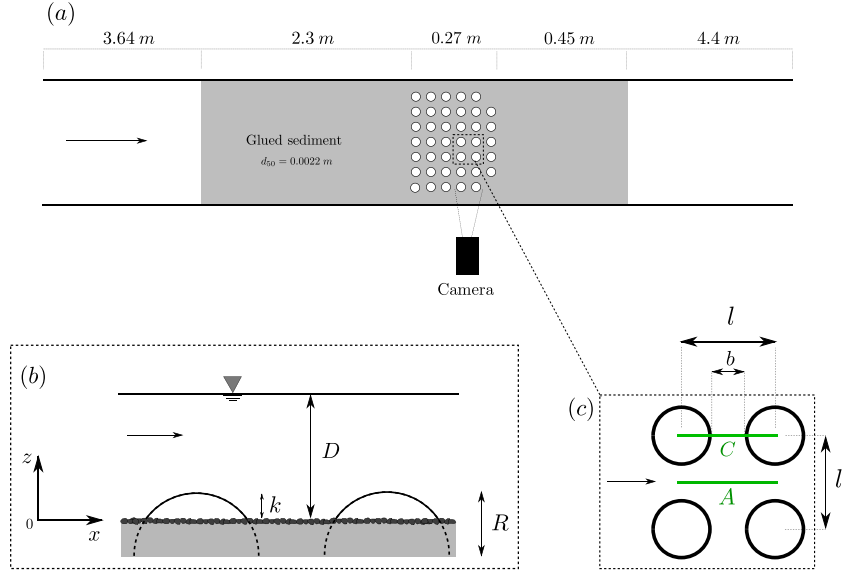 (a)
3.64 m
2.3 m
0.27 m
0.45 m
4.4 m
Glued sediment
d50 = 0.0022 m
Camera
(b)
z
0
x
D
k
R
(c)
l
b
C
A
l